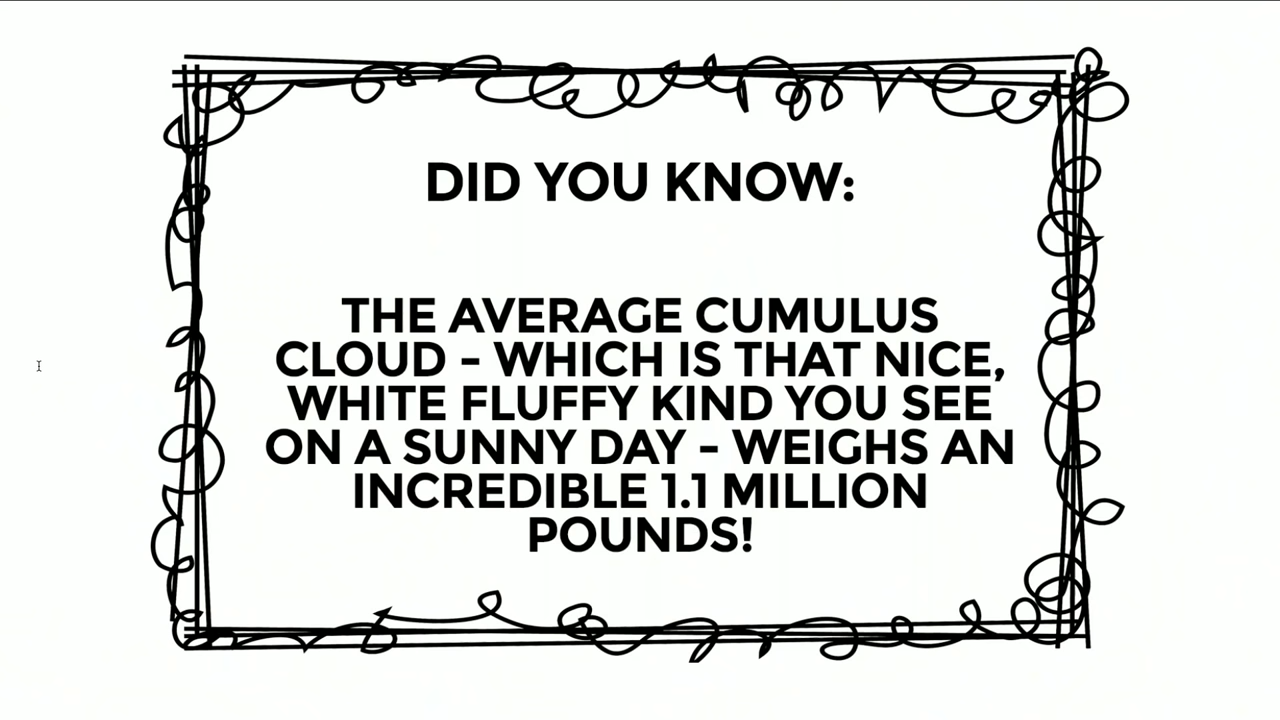 DID YOU KNOW:
THE AVERAGE CUMULUS
CLOUD - WHICH IS THAT NICE,
WHITE FLUFFY KIND YOU SEE
ON A SUNNY DAY - WEIGHS AN
INCREDIBLE 1.1 MILLION
POUNDS!